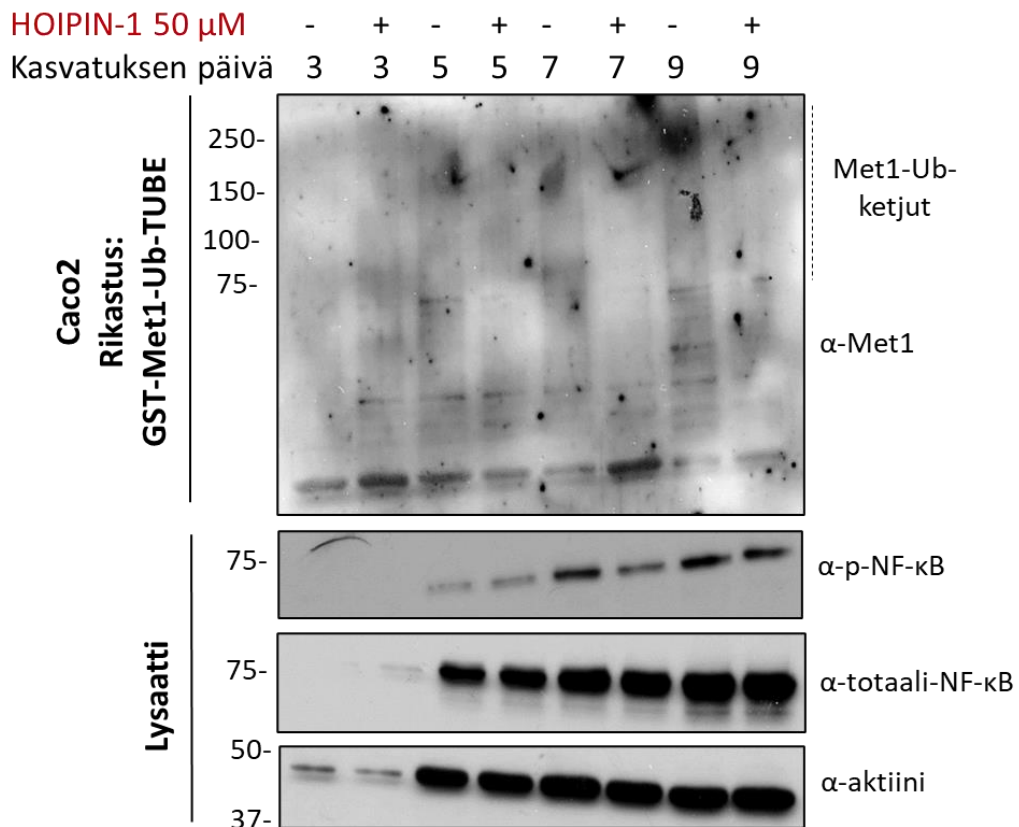 HOIPIN-1 50 µM - + - + - + - +
Kasvatuksen päivä 3 3 5 5 7 7 9 9
Caco2
Rikastus:
GST-Met1-Ub-TUBE
250-
150-
100-
75-
Met1-Ub-
ketjut
α-Met1
Lysaatti
75-
α-p-NF-κB
75-
α-totaali-NF-κB
50-
α-aktiini
37-